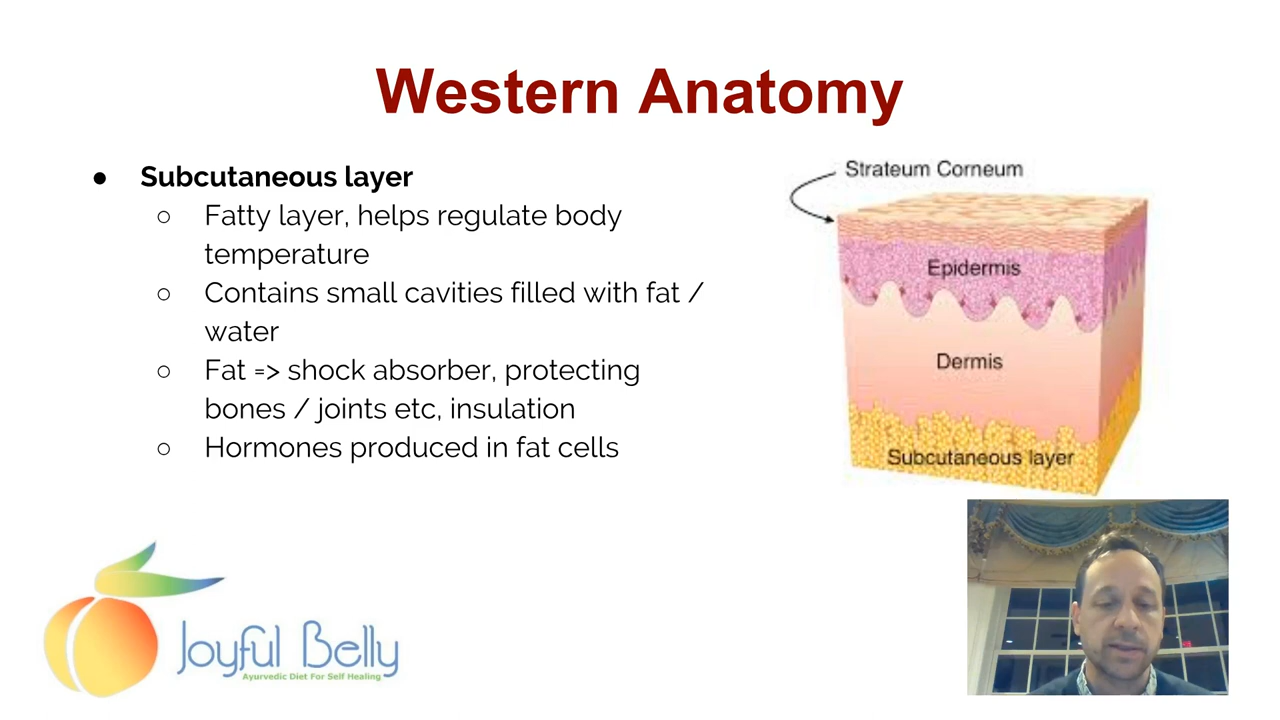 Western Anatomy
● Subcutaneous layer
○ Fatty layer, helps regulate body
temperature
○ Contains small cavities filled with fat /
water
○ Fat => shock absorber, protecting
bones / joints etc, insulation
○ Hormones produced in fat cells
Strateum Corneum
Epidermis
Dermis
Subcutaneous layer
Joyful Belly
Ayurvedic Diet For Self Healing